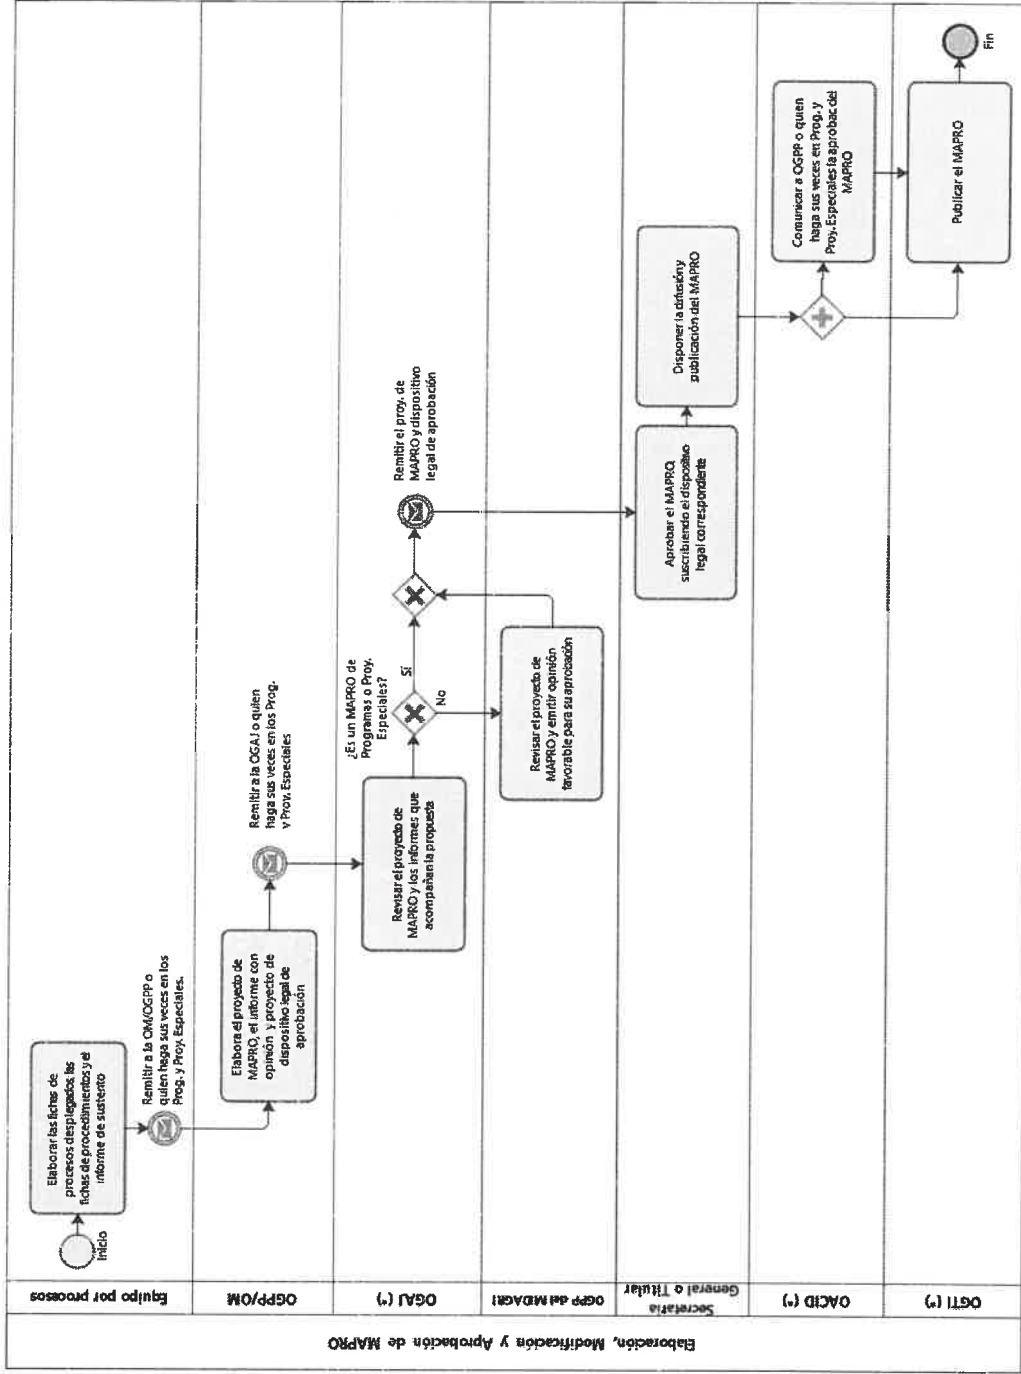 Elaboración, Modificación y Aprobación de MAPRO
Equipo por procesos
Inicio
Elaborar las fichas de
procesos desplegados, las
fichas de procedimientos y el
informe de sustento
Remitir a la OM/OGPP o
quien haga sus veces en los
Prog. y Proy. Especiales.
OGPP/OM
Elabora el proyecto de
MAPRO, el informe con
opinión y proyecto de
dispositivo legal de
aprobación
Remitir a la OGAJ o quien
haga sus veces en los Prog.
y Proy. Especiales
OGAJ (*)
Revisar el proyecto de
MAPRO y los informes que
acompañan la propuesta
¿Es un MAPRO de
Programas o Proy.
Especiales?
Sí
No
Remitir el proy. de
MAPRO y dispositivo
legal de aprobación
OGPP del MIDAGRI
Revisar el proyecto de
MAPRO y emitir opinión
favorable para su aprobación
Secretaria
General o Titular
Aprobar el MAPRO,
suscribiendo el dispositivo
legal correspondiente
Disponer la difusión y
publicación del MAPRO
OACID (*)
Comunicar a OGPP o quien
haga sus veces en Prog. y
Proy. Especiales la aprobac. del
MAPRO
OGTI (*)
Publicar el MAPRO
Fin